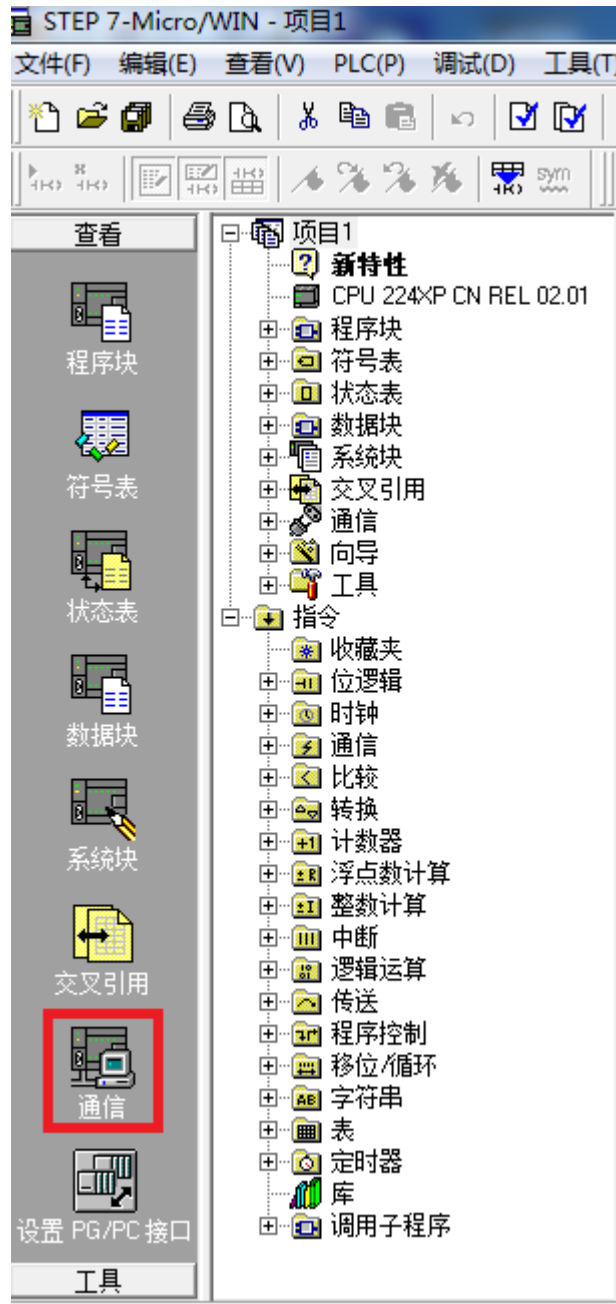 STEP 7-Micro/WIN - 项目1
文件(F) 编辑(E) 查看(V) PLC(P) 调试(D) 工具(T
sym
查看
程序块
符号表
状态表
数据块
系统块
交叉引用
通信
设置 PG/PC 接口
工具
项目1
新特性
CPU 224XP CN REL 02.01
程序块
符号表
状态表
数据块
系统块
交叉引用
通信
向导
工具
指令
收藏夹
位逻辑
时钟
通信
比较
转换
计数器
浮点数计算
整数计算
中断
逻辑运算
传送
程序控制
移位/循环
字符串
表
定时器
库
调用子程序